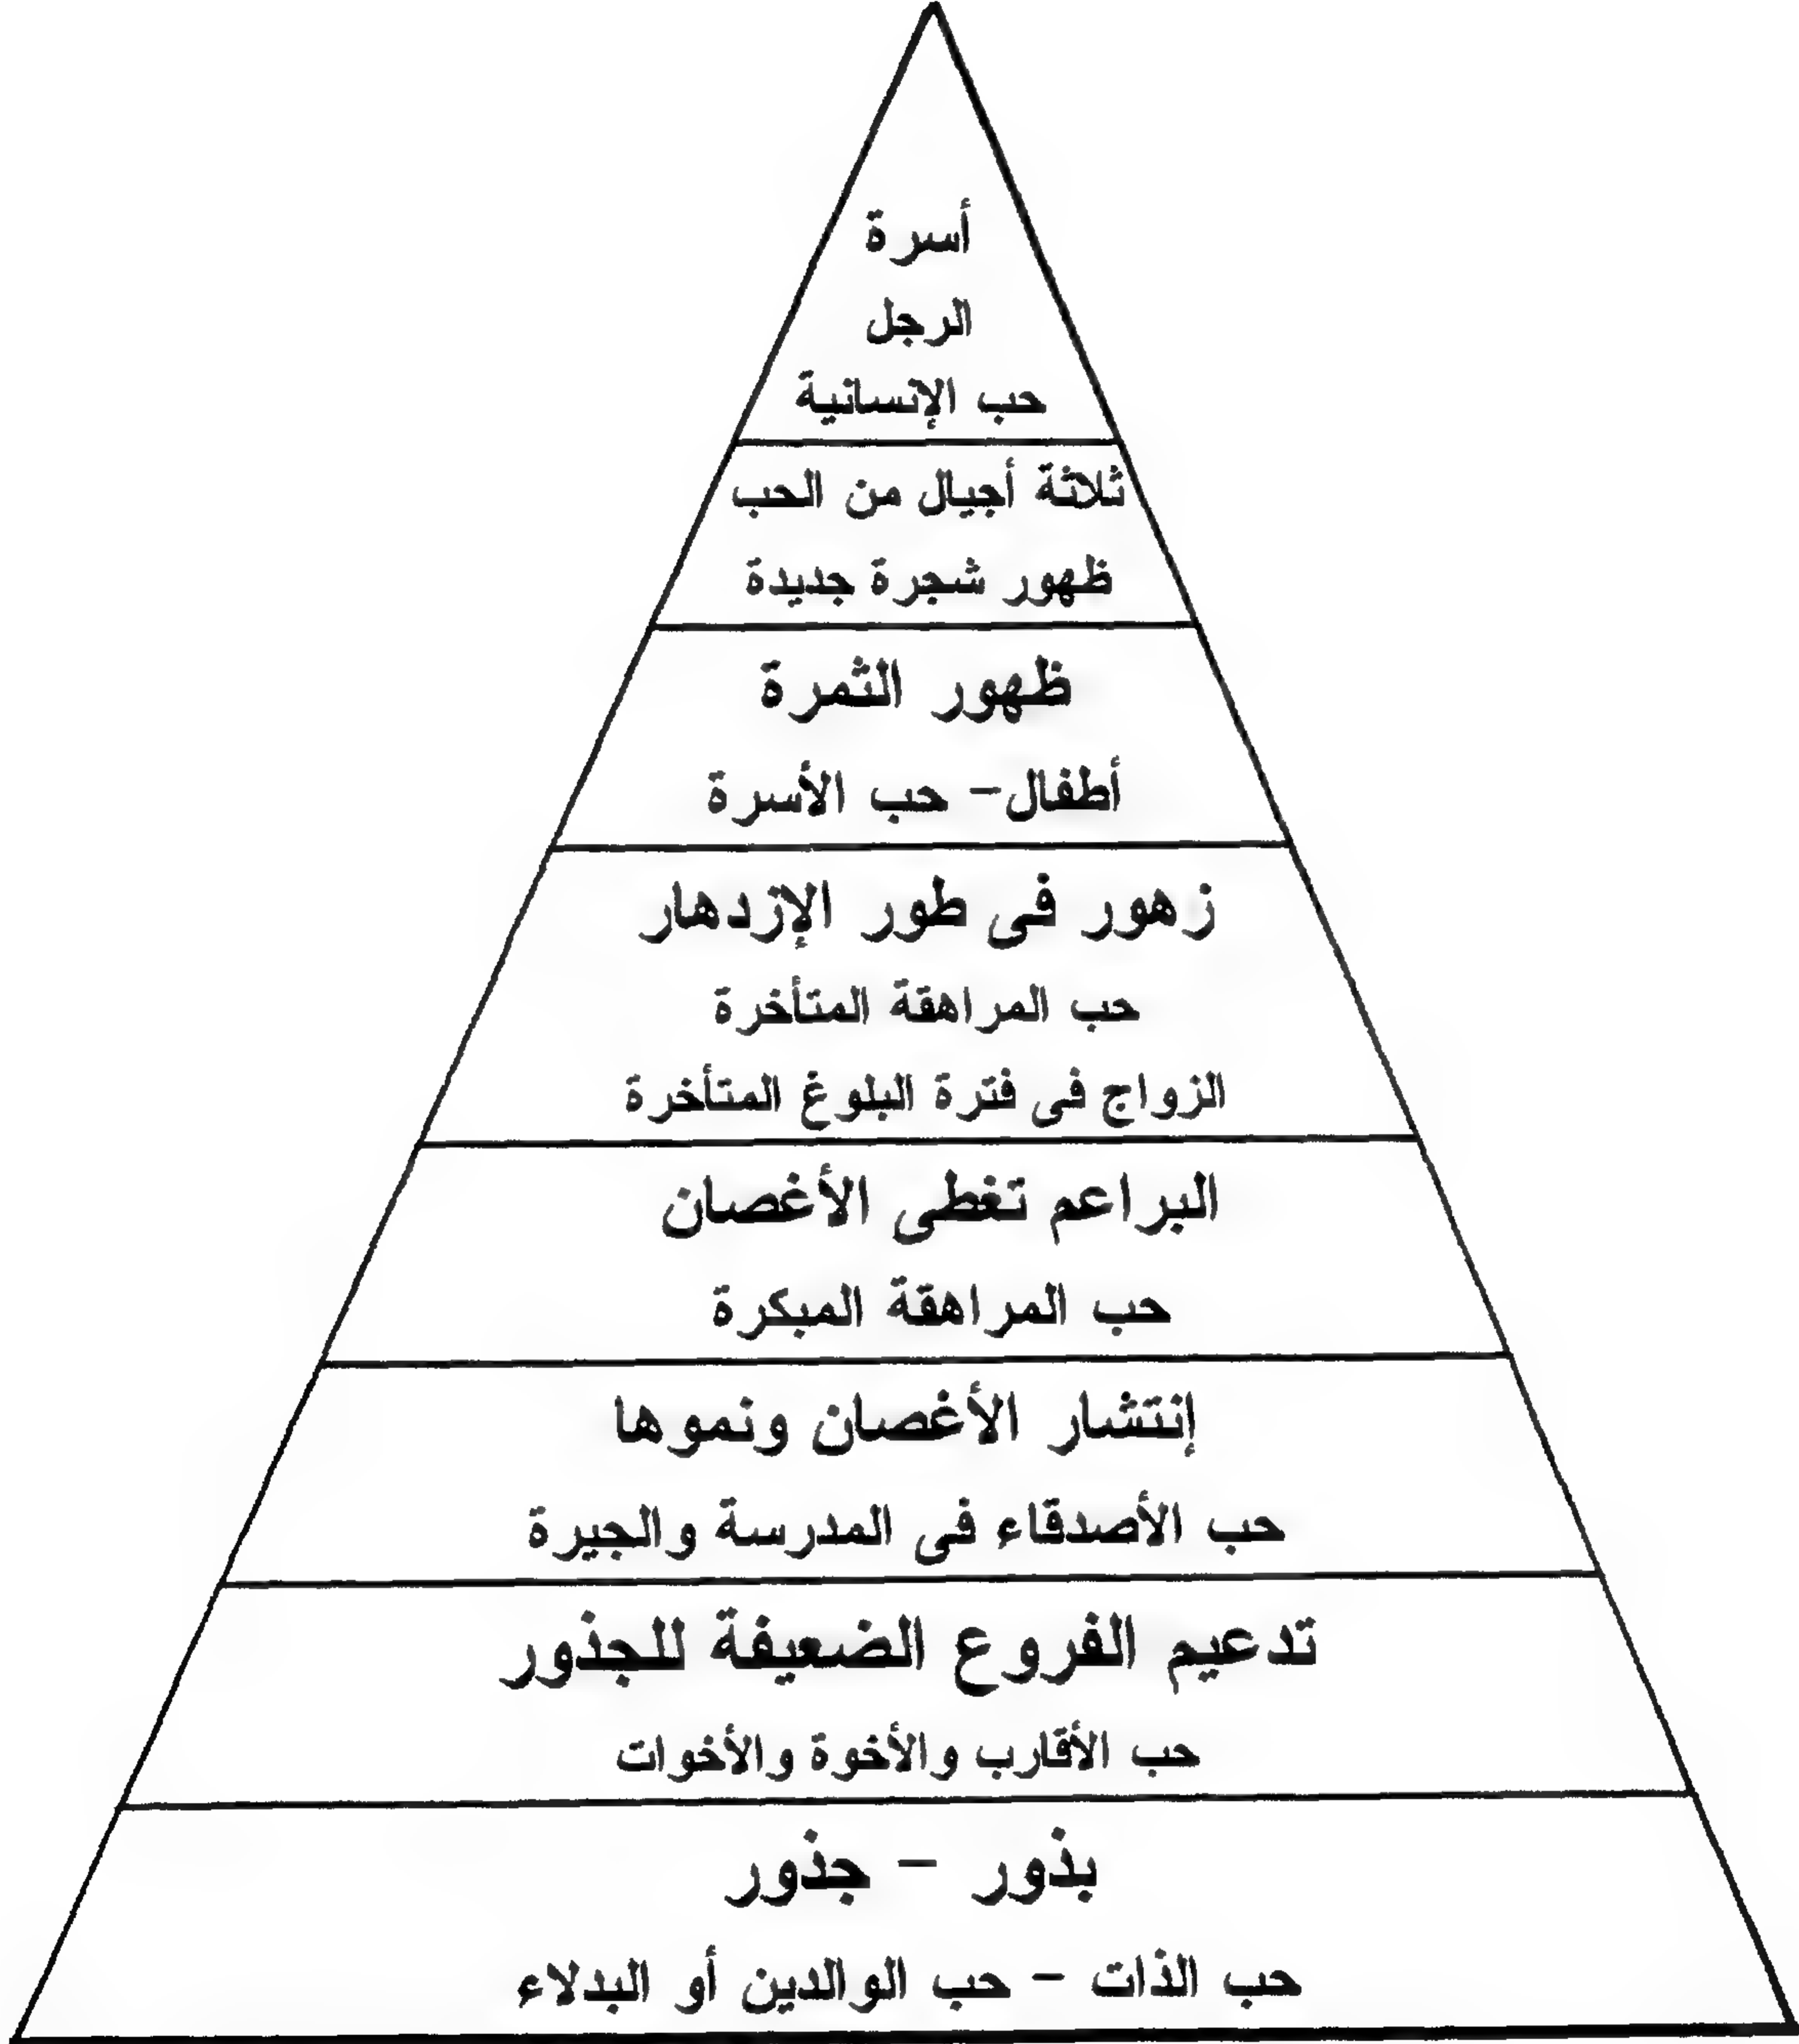 أسرة
الرجل
حب الإنسانية
ثلاثة أجيال من الحب
ظهور شجرة جديدة
ظهور الثمرة
أطفال- حب الأسرة
زهور فى طور الإزدهار
حب المراهقة المتأخرة
الزواج فى فترة البلوغ المتأخرة
البراعم تغطى الأغصان
حب المراهقة المبكرة
إنتشار الأغصان ونموها
حب الأصدقاء فى المدرسة والجيرة
تدعيم الفروع الضعيفة للجذور
حب الأقارب والأخوة والأخوات
بذور - جذور
حب الذات - حب الوالدين أو البدلاء